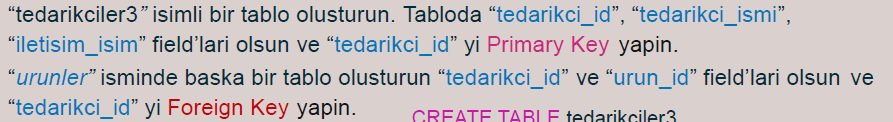 “tedarikciler3” isimli bir tablo olusturun. Tabloda “tedarikci_id”, “tedarikci_ismi”,
“iletisim_isim” field’lari olsun ve “tedarikci_id” yi Primary Key yapin.
“urunler” isminde baska bir tablo olusturun “tedarikci_id” ve “urun_id” field’lari olsun ve
“tedarikci_id” yi Foreign Key yapin.
CREATE TABLE tedarikciler3